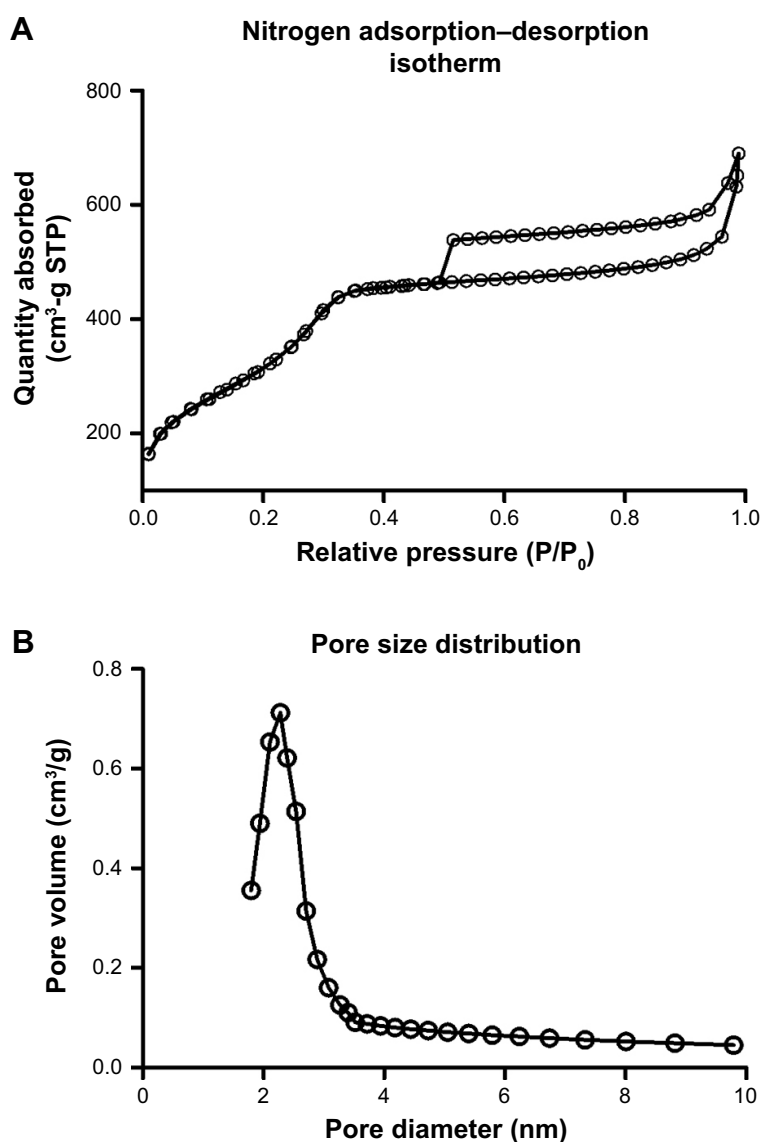 A
Nitrogen adsorption–desorption
isotherm
800
600
400
200
Quantity absorbed
(cm³-g STP)
0.0 0.2 0.4 0.6 0.8 1.0
Relative pressure (P/P₀)
B
Pore size distribution
0.8
0.6
0.4
0.2
0.0
Pore volume (cm³/g)
0 2 4 6 8 10
Pore diameter (nm)